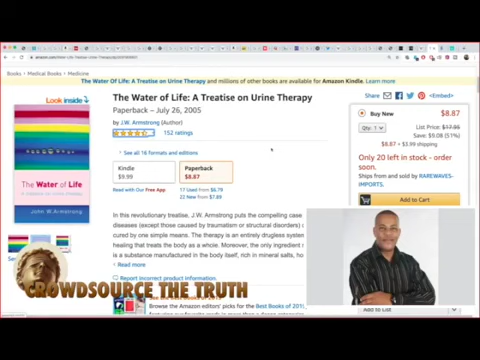 Books › Medical Books › Medicine
The Water Of Life: A Treatise on Urine Therapy and millions of other books are available for Amazon Kindle. Learn more
Look inside
The Water of Life: A Treatise on Urine Therapy
Paperback – July 26, 2005
by J.W. Armstrong (Author)
152 ratings
See all 16 formats and editions
Kindle
$9.99
Paperback
$8.87
Read with Our Free App
17 Used from $6.79
22 New from $7.89
In this revolutionary treatise, J.W. Armstrong puts the compelling case
diseases (except those caused by traumatism or structural disorders)
cured by one simple means. The therapy is an entirely drugless system
healing that treats the body as a whole. Moreover, the only ingredient
is a substance manufactured in the body itself, rich in mineral salts, ho
Read more
Report incorrect product information.
Browse the Amazon editors' picks for the Best Books of 201
Share
<Embed>
Buy New
$8.87
Qty: 1
List Price: $17.95
Save: $9.08 (51%)
$8.87 + $3.99 shipping
Only 20 left in stock - order
soon.
Ships from and sold by RAREWAVES-
IMPORTS.
Add to Cart
Add to List
The Water of Life
John W. Armstrong
CROWDSOURCE THE TRUTH